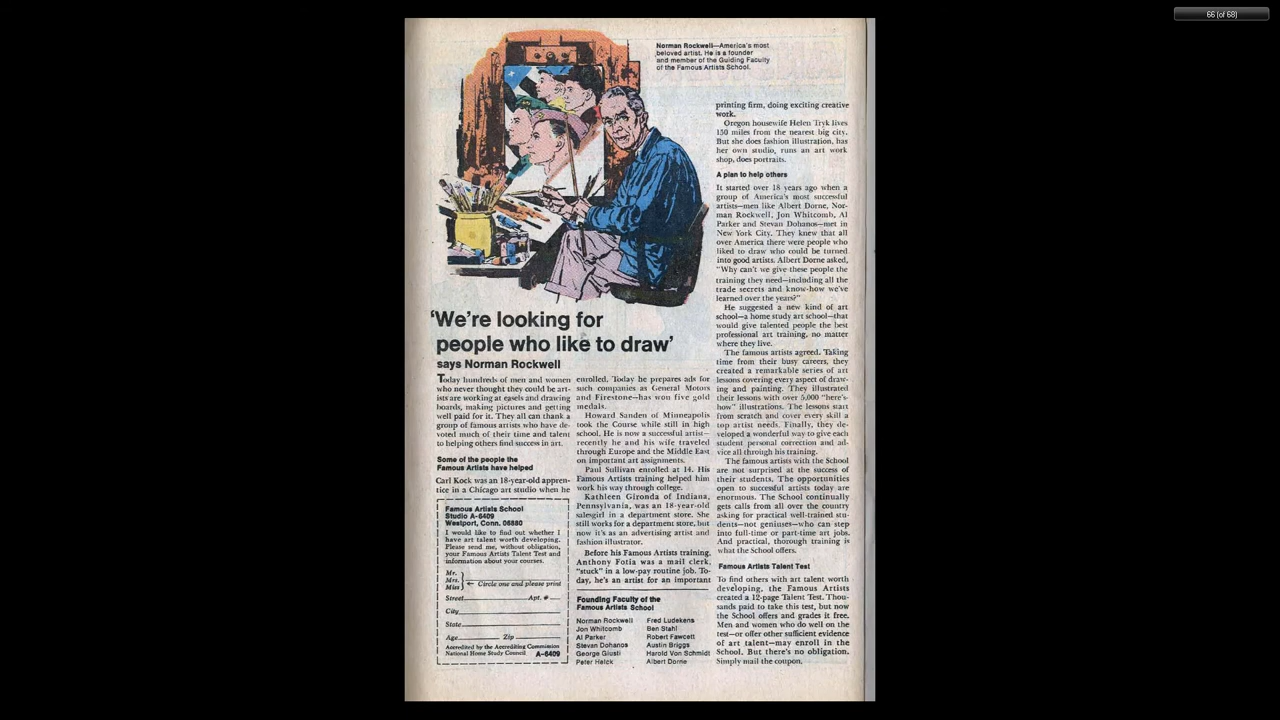 66 (of 68)
Norman Rockwell—America's most
beloved artist. He is a founder
and member of the Guiding Faculty
of the Famous Artists School.
'We're looking for
people who like to draw'
says Norman Rockwell
Today hundreds of men and women
who never thought they could be art-
ists are working at easels and drawing
boards, making pictures and getting
well paid for it. They all can thank a
group of famous artists who have de-
voted much of their time and talent
to helping others find success in art.
Some of the people the
Famous Artists have helped
Carl Kock was an 18-year-old appren-
tice in a Chicago art studio when he
Famous Artists School
Studio A-6409
Westport, Conn. 06880
I would like to find out whether I
have art talent worth developing.
Please send me, without obligation,
your Famous Artists Talent Test and
information about your courses.
Mr.
Mrs.
Miss
← Circle one and please print
Street Apt. #
City
State
Age Zip
Accredited by the Accrediting Commission
National Home Study Council A-6409
enrolled. Today he prepares ads for
such companies as General Motors
and Firestone—has won five gold
medals.
Howard Sanden of Minneapolis
took the Course while still in high
school. He is now a successful artist—
recently he and his wife traveled
through Europe and the Middle East
on important art assignments.
Paul Sullivan enrolled at 14. His
Famous Artists training helped him
work his way through college.
Kathleen Gironda of Indiana,
Pennsylvania, was an 18-year-old
salesgirl in a department store. She
still works for a department store, but
now it's as an advertising artist and
fashion illustrator.
Before his Famous Artists training,
Anthony Fotia was a mail clerk,
"stuck" in a low-pay routine job. To-
day, he's an artist for an important
Founding Faculty of the
Famous Artists School
Norman Rockwell
Jon Whitcomb
Al Parker
Stevan Dohanos
George Giusti
Peter Helck
Fred Ludekens
Ben Stahl
Robert Fawcett
Austin Briggs
Harold Von Schmidt
Albert Dorne
printing firm, doing exciting creative
work.
Oregon housewife Helen Tryk lives
150 miles from the nearest big city.
But she does fashion illustration, has
her own studio, runs an art work
shop, does portraits.
A plan to help others
It started over 18 years ago when a
group of America's most successful
artists—men like Albert Dorne, Nor-
man Rockwell, Jon Whitcomb, Al
Parker and Stevan Dohanos—met in
New York City. They knew that all
over America there were people who
liked to draw who could be turned
into good artists. Albert Dorne asked,
"Why can't we give these people the
training they need—including all the
trade secrets and know-how we've
learned over the years?"
He suggested a new kind of art
school—a home study art school—that
would give talented people the best
professional art training, no matter
where they live.
The famous artists agreed. Taking
time from their busy careers, they
created a remarkable series of art
lessons covering every aspect of draw-
ing and painting. They illustrated
their lessons with over 5,000 "here's-
how" illustrations. The lessons start
from scratch and cover every skill a
top artist needs. Finally, they de-
veloped a wonderful way to give each
student personal correction and ad-
vice all through his training.
The famous artists with the School
are not surprised at the success of
their students. The opportunities
open to successful artists today are
enormous. The School continually
gets calls from all over the country
asking for practical well-trained stu-
dents—not geniuses—who can step
into full-time or part-time art jobs.
And practical, thorough training is
what the School offers.
Famous Artists Talent Test
To find others with art talent worth
developing, the Famous Artists
created a 12-page Talent Test. Thou-
sands paid to take this test, but now
the School offers and grades it free.
Men and women who do well on the
test—or offer other sufficient evidence
of art talent—may enroll in the
School. But there's no obligation.
Simply mail the coupon.